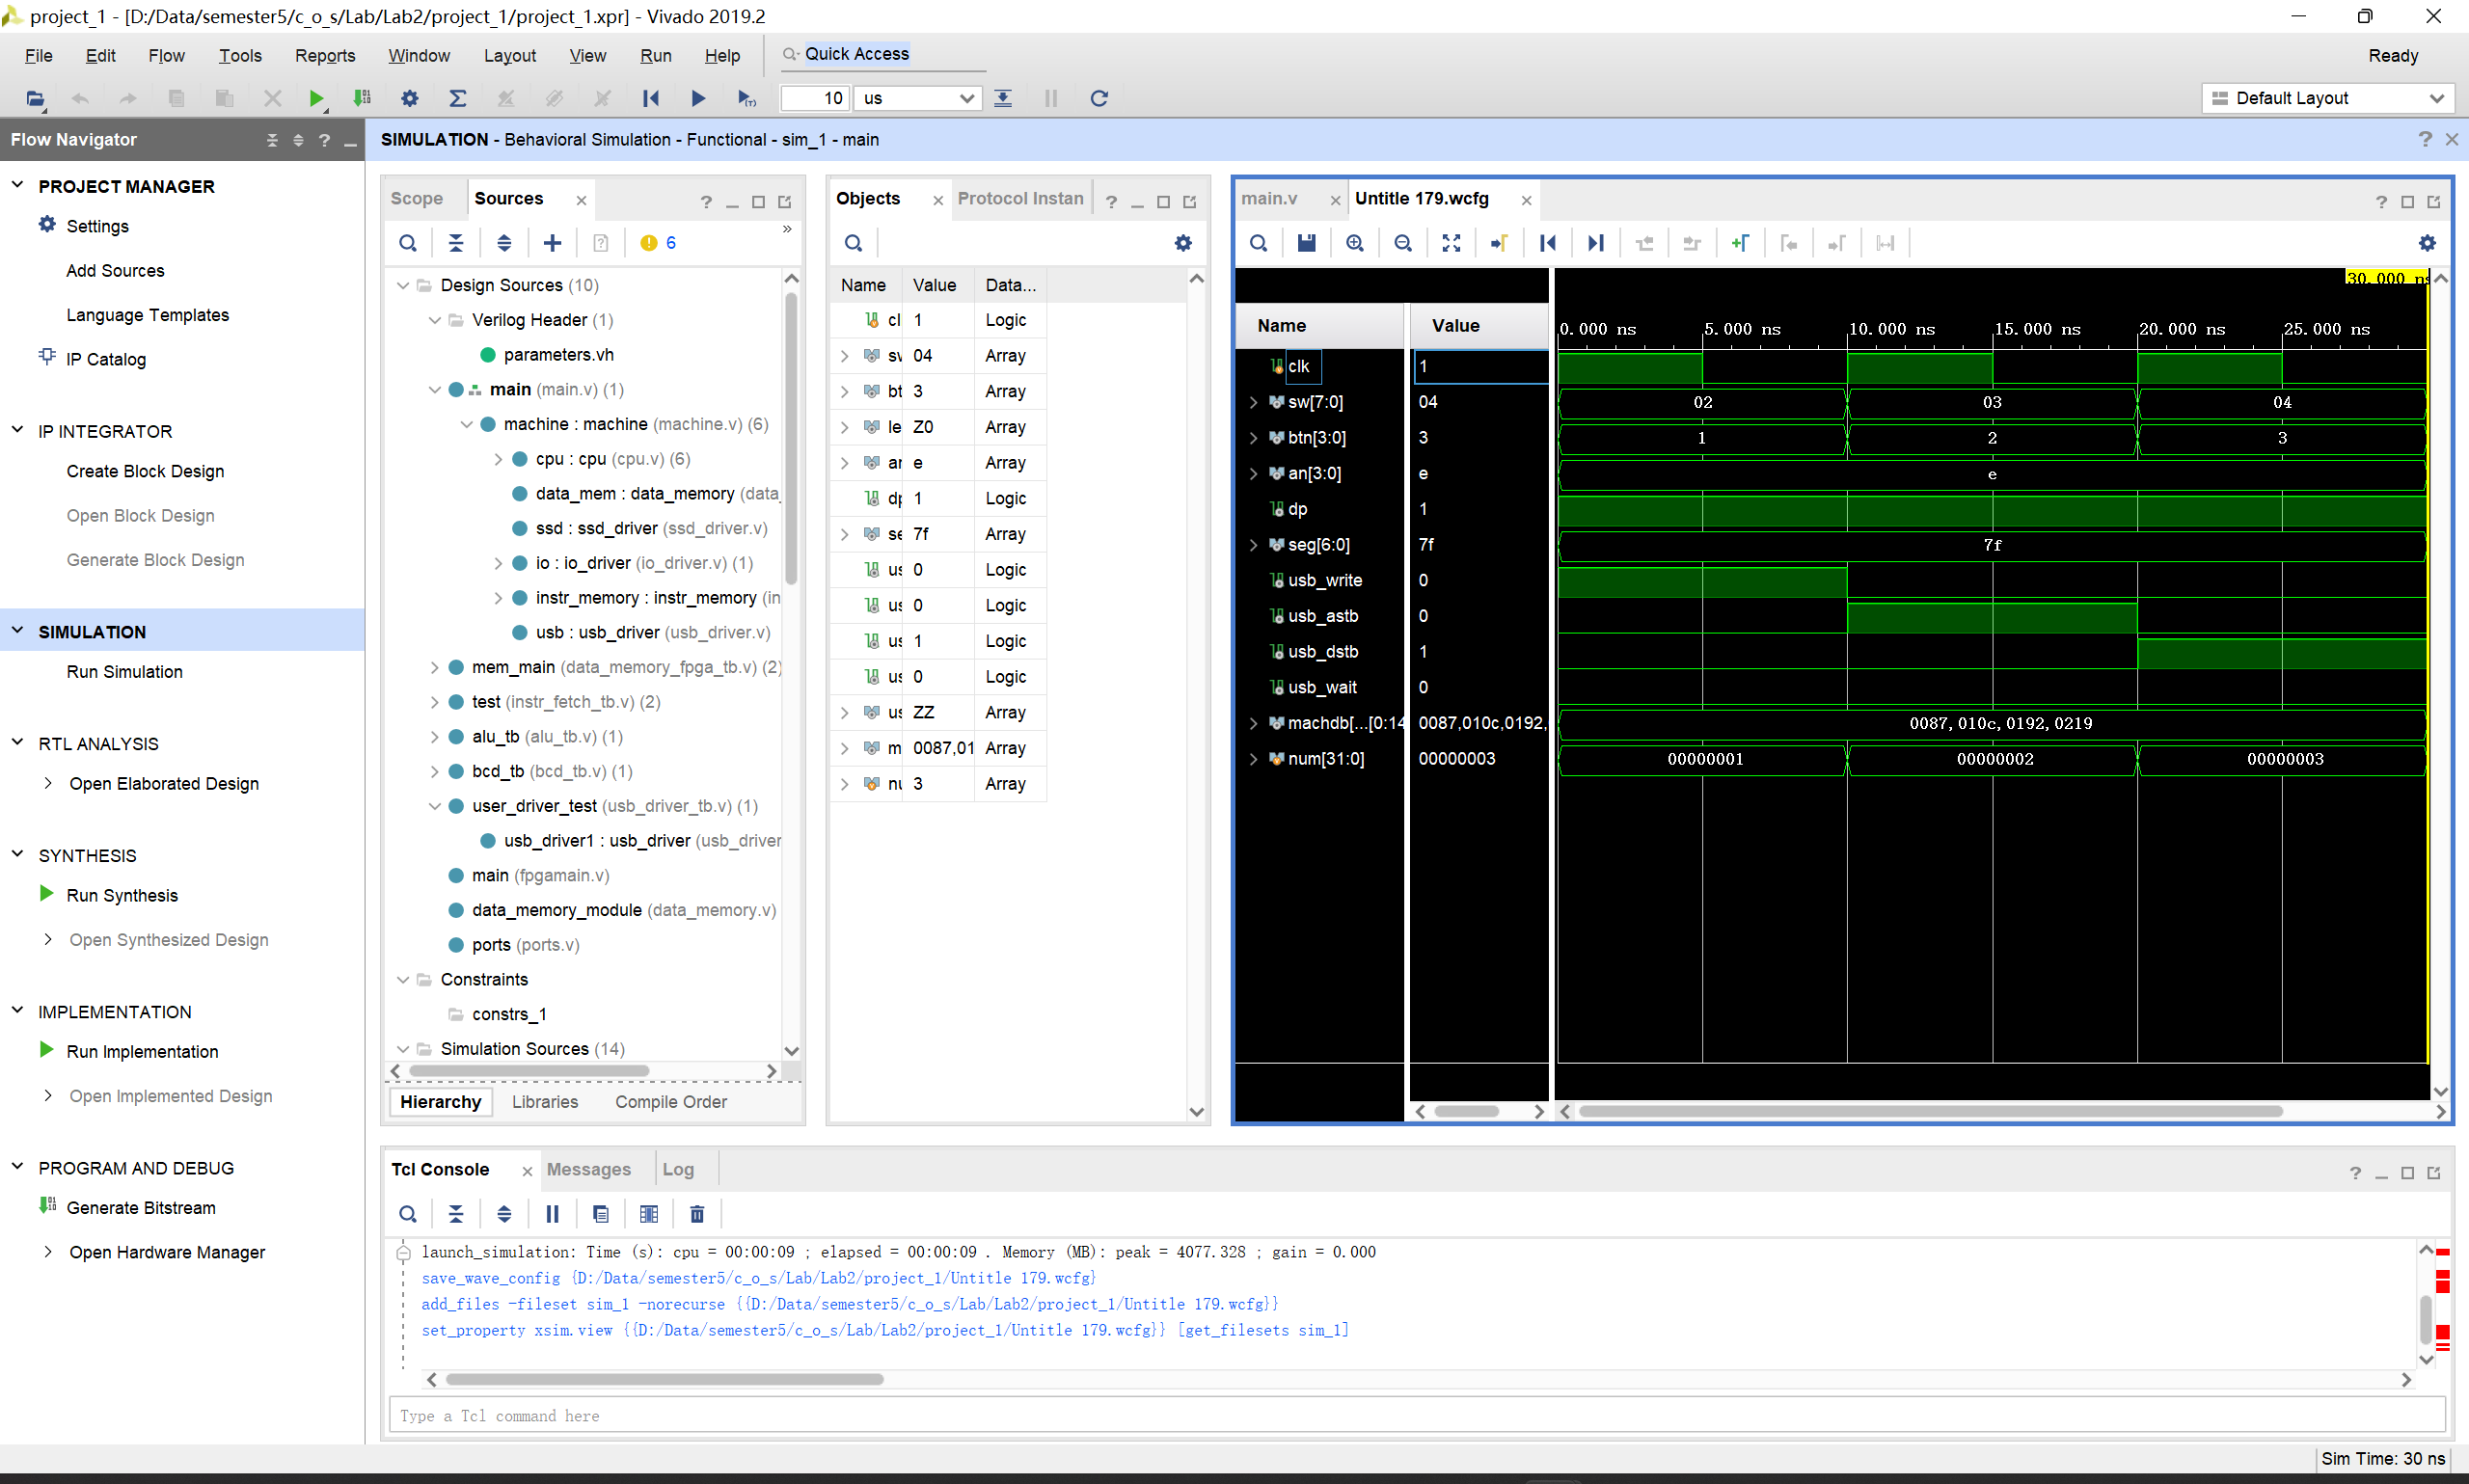 project_1 - [D:/Data/semester5/c_o_s/Lab/Lab2/project_1/project_1.xpr] - Vivado 2019.2
File Edit Flow Tools Reports Window Layout View Run Help Quick Access Ready
10 us Default Layout
Flow Navigator
PROJECT MANAGER
Settings
Add Sources
Language Templates
IP Catalog
IP INTEGRATOR
Create Block Design
Open Block Design
Generate Block Design
SIMULATION
Run Simulation
RTL ANALYSIS
Open Elaborated Design
SYNTHESIS
Run Synthesis
Open Synthesized Design
IMPLEMENTATION
Run Implementation
Open Implemented Design
PROGRAM AND DEBUG
Generate Bitstream
Open Hardware Manager
SIMULATION - Behavioral Simulation - Functional - sim_1 - main
Scope Sources
6
Design Sources (10)
Verilog Header (1)
parameters.vh
main (main.v) (1)
machine : machine (machine.v) (6)
cpu : cpu (cpu.v) (6)
data_mem : data_memory (data_
ssd : ssd_driver (ssd_driver.v)
io : io_driver (io_driver.v) (1)
instr_memory : instr_memory (in
usb : usb_driver (usb_driver.v)
mem_main (data_memory_fpga_tb.v) (2)
test (instr_fetch_tb.v) (2)
alu_tb (alu_tb.v) (1)
bcd_tb (bcd_tb.v) (1)
user_driver_test (usb_driver_tb.v) (1)
usb_driver1 : usb_driver (usb_driver
main (fpgamain.v)
data_memory_module (data_memory.v)
ports (ports.v)
Constraints
constrs_1
Simulation Sources (14)
Hierarchy Libraries Compile Order
Objects Protocol Instan
Name Value Data...
cl 1 Logic
sw 04 Array
bt 3 Array
le Z0 Array
ar e Array
dp 1 Logic
se 7f Array
us 0 Logic
us 0 Logic
us 1 Logic
us 0 Logic
us ZZ Array
m 0087,01 Array
nu 3 Array
main.v Untitle 179.wcfg
30.000 ns
Name Value 0.000 ns 5.000 ns 10.000 ns 15.000 ns 20.000 ns 25.000 ns
clk 1
sw[7:0] 04 02 03 04
btn[3:0] 3 1 2 3
an[3:0] e e
dp 1
seg[6:0] 7f 7f
usb_write 0
usb_astb 0
usb_dstb 1
usb_wait 0
machdb[...[0:14 0087,010c,0192, 0087,010c,0192,0219
num[31:0] 00000003 00000001 00000002 00000003
Tcl Console Messages Log
launch_simulation: Time (s): cpu = 00:00:09 ; elapsed = 00:00:09 . Memory (MB): peak = 4077.328 ; gain = 0.000
save_wave_config {D:/Data/semester5/c_o_s/Lab/Lab2/project_1/Untitle 179.wcfg}
add_files -fileset sim_1 -norecurse {{D:/Data/semester5/c_o_s/Lab/Lab2/project_1/Untitle 179.wcfg}}
set_property xsim.view {{D:/Data/semester5/c_o_s/Lab/Lab2/project_1/Untitle 179.wcfg}} [get_filesets sim_1]
Type a Tcl command here
Sim Time: 30 ns